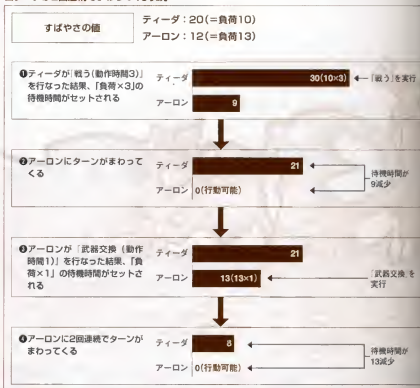 すばやさの値
ティーダ：20(＝負荷10)
アーロン：12(＝負荷13)
❶ティーダが「戦う(動作時間3)」
を行なった結果、「負荷×3」の
待機時間がセットされる
ティーダ 30(10×3) 「戦う」を実行
アーロン 9
❷アーロンにターンがまわって
くる
ティーダ 21
アーロン 0(行動可能)
待機時間が
9減少
❸アーロンが「武器交換（動作
時間1）」を行なった結果、「負
荷×1」の待機時間がセットさ
れる
ティーダ 21
アーロン 13(13×1)
「武器交換」を
実行
❹アーロンに2回連続でターンが
まわってくる
ティーダ 8
アーロン 0(行動可能)
待機時間が
13減少